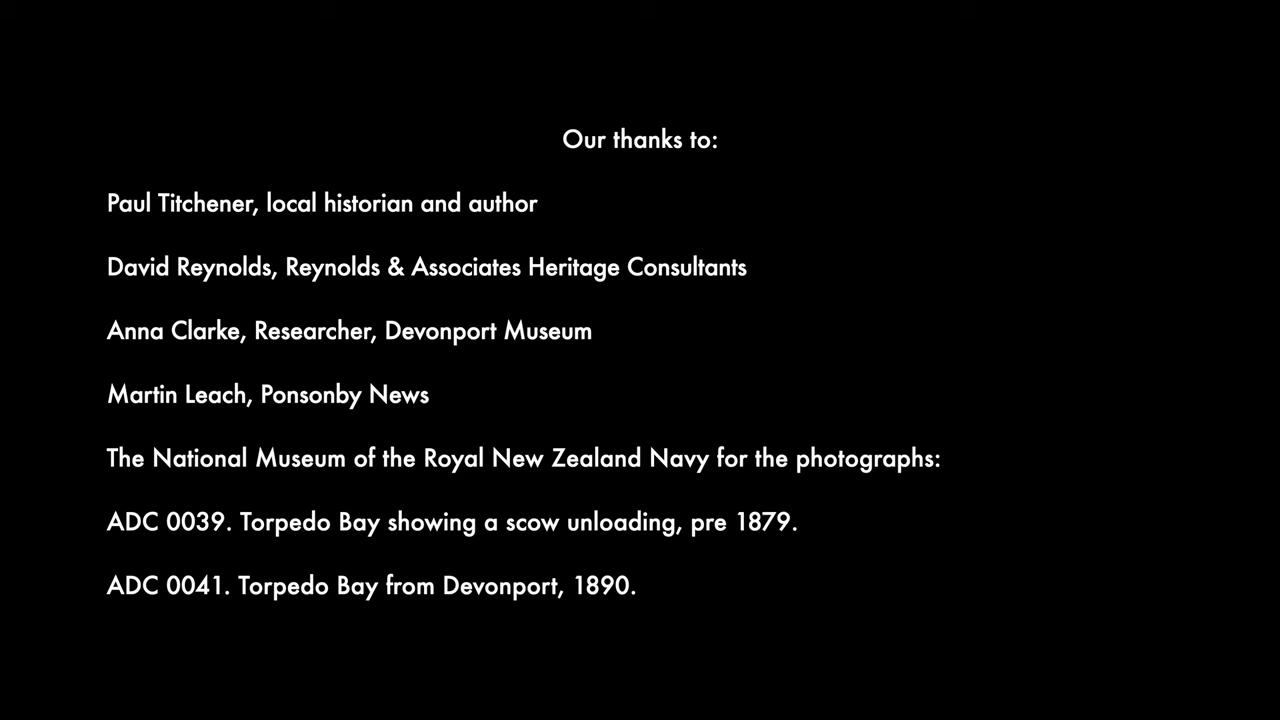 Our thanks to:
Paul Titchener, local historian and author
David Reynolds, Reynolds & Associates Heritage Consultants
Anna Clarke, Researcher, Devonport Museum
Martin Leach, Ponsonby News
The National Museum of the Royal New Zealand Navy for the photographs:
ADC 0039. Torpedo Bay showing a scow unloading, pre 1879.
ADC 0041. Torpedo Bay from Devonport, 1890.